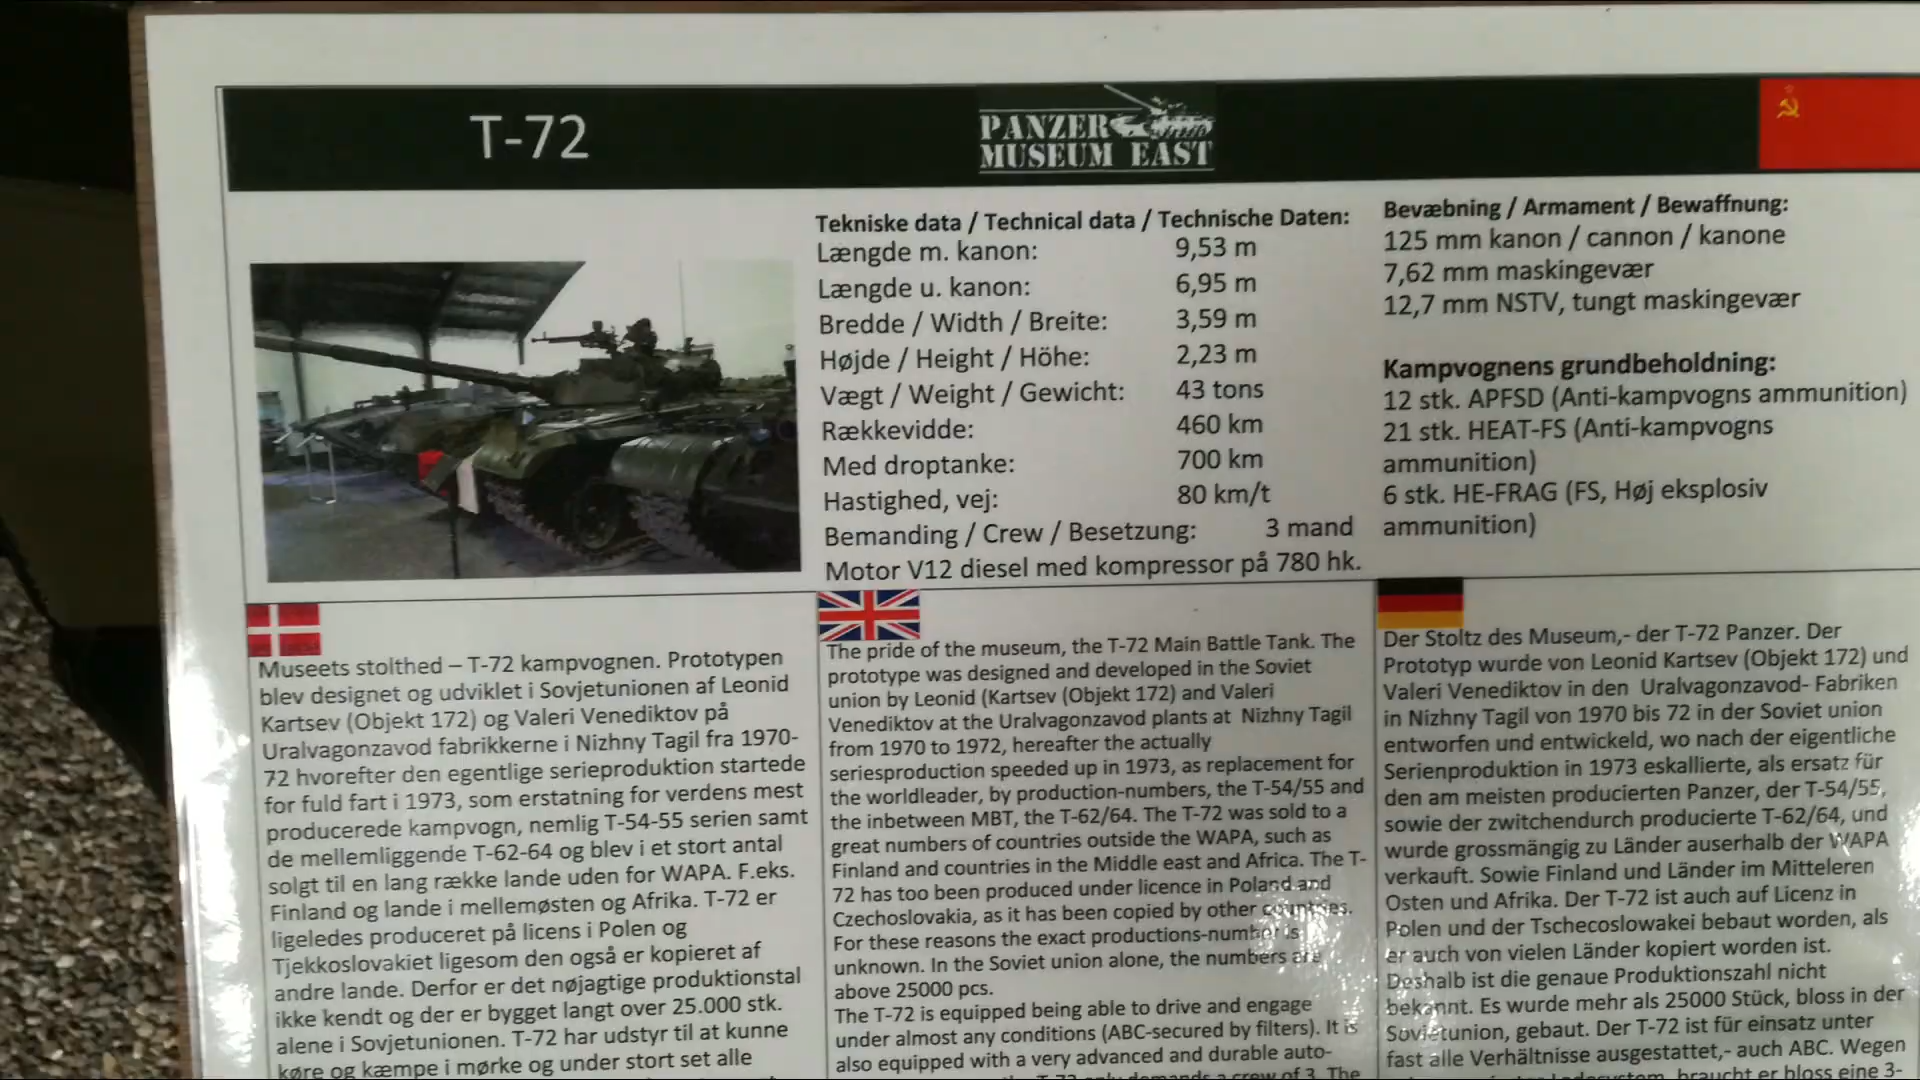 T-72
PANZER
MUSEUM EAST
Tekniske data / Technical data / Technische Daten:
Længde m. kanon: 9,53 m
Længde u. kanon: 6,95 m
Bredde / Width / Breite: 3,59 m
Højde / Height / Höhe: 2,23 m
Vægt / Weight / Gewicht: 43 tons
Rækkevidde: 460 km
Med droptanke: 700 km
Hastighed, vej: 80 km/t
Bemanding / Crew / Besetzung: 3 mand
Motor V12 diesel med kompressor på 780 hk.
Bevæbning / Armament / Bewaffnung:
125 mm kanon / cannon / kanone
7,62 mm maskingevær
12,7 mm NSTV, tungt maskingevær
Kampvognens grundbeholdning:
12 stk. APFSD (Anti-kampvogns ammunition)
21 stk. HEAT-FS (Anti-kampvogns
ammunition)
6 stk. HE-FRAG (FS, Høj eksplosiv
ammunition)
Museets stolthed – T-72 kampvognen. Prototypen
blev designet og udviklet i Sovjetunionen af Leonid
Kartsev (Objekt 172) og Valeri Venediktov på
Uralvagonzavod fabrikkerne i Nizhny Tagil fra 1970-
72 hvorefter den egentlige serieproduktion startede
for fuld fart i 1973, som erstatning for verdens mest
producerede kampvogn, nemlig T-54-55 serien samt
de mellemliggende T-62-64 og blev i et stort antal
solgt til en lang række lande uden for WAPA. F.eks.
Finland og lande i mellemøsten og Afrika. T-72 er
ligeledes produceret på licens i Polen og
Tjekkoslovakiet ligesom den også er kopieret af
andre lande. Derfor er det nøjagtige produktionstal
ikke kendt og der er bygget langt over 25.000 stk.
alene i Sovjetunionen. T-72 har udstyr til at kunne
køre og kæmpe i mørke og under stort set alle
The pride of the museum, the T-72 Main Battle Tank. The
prototype was designed and developed in the Soviet
union by Leonid (Kartsev (Objekt 172) and Valeri
Venediktov at the Uralvagonzavod plants at Nizhny Tagil
from 1970 to 1972, hereafter the actually
seriesproduction speeded up in 1973, as replacement for
the worldleader, by production-numbers, the T-54/55 and
the inbetween MBT, the T-62/64. The T-72 was sold to a
great numbers of countries outside the WAPA, such as
Finland and countries in the Middle east and Africa. The T-
72 has too been produced under licence in Poland and
Czechoslovakia, as it has been copied by other countries.
For these reasons the exact productions-number is
unknown. In the Soviet union alone, the numbers are
above 25000 pcs.
The T-72 is equipped being able to drive and engage
under almost any conditions (ABC-secured by filters). It is
also equipped with a very advanced and durable auto-
T-72 only demands a crew of 3. The
Der Stoltz des Museum,- der T-72 Panzer. Der
Prototyp wurde von Leonid Kartsev (Objekt 172) und
Valeri Venediktov in den Uralvagonzavod- Fabriken
in Nizhny Tagil von 1970 bis 72 in der Soviet union
entworfen und entwickeld, wo nach der eigentliche
Serienproduktion in 1973 eskallierte, als ersatz für
den am meisten producierten Panzer, der T-54/55,
sowie der zwitchendurch producierte T-62/64, und
wurde grossmängig zu Länder auserhalb der WAPA
verkauft. Sowie Finland und Länder im Mitteleren
Osten und Afrika. Der T-72 ist auch auf Licenz in
Polen und der Tschecoslowakei bebaut worden, als
er auch von vielen Länder kopiert worden ist.
Deshalb ist die genaue Produktionszahl nicht
bekannt. Es wurde mehr als 25000 Stück, bloss in der
Sovjetunion, gebaut. Der T-72 ist für einsatz unter
fast alle Verhältnisse ausgestattet,- auch ABC. Wegen
braucht er bloss eine 3-